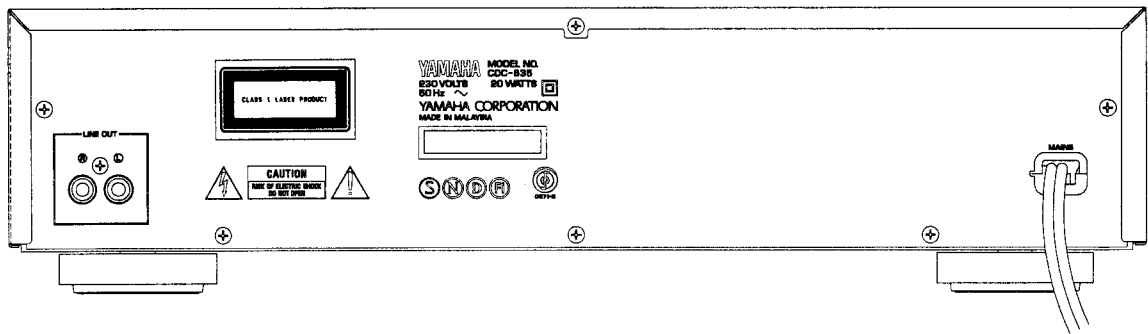 CLASS 1 LASER PRODUCT
LINE OUT
R L
CAUTION
RISK OF ELECTRIC SHOCK
DO NOT OPEN
YAMAHA MODEL NO.
CDC-635
230 VOLTS 20 WATTS
50 Hz
YAMAHA CORPORATION
MADE IN MALAYSIA
S N D FI
MAINS